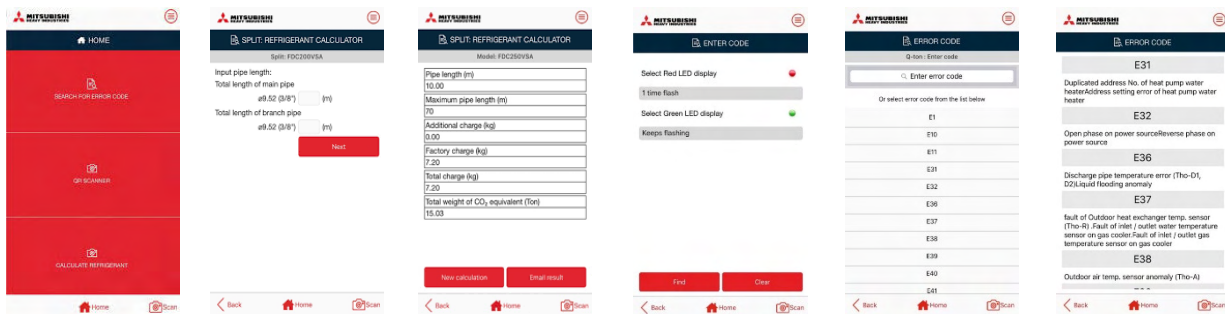 MITSUBISHI
HEAVY INDUSTRIES
HOME
SEARCH FOR ERROR CODE
QR SCANNER
CALCULATE REFRIGERANT
Home
Scan
MITSUBISHI
HEAVY INDUSTRIES
SPLIT: REFRIGERANT CALCULATOR
Split: FDC200VSA
Input pipe length:
Total length of main pipe
ø9.52 (3/8") (m)
Total length of branch pipe
ø9.52 (3/8") (m)
Next
Back
Home
Scan
MITSUBISHI
HEAVY INDUSTRIES
SPLIT: REFRIGERANT CALCULATOR
Model: FDC250VSA
Pipe length (m)
10.00
Maximum pipe length (m)
70
Additional charge (kg)
0.00
Factory charge (kg)
7.20
Total charge (kg)
7.20
Total weight of CO₂ equivalent (Ton)
15.03
New calculation
Email result
Back
Home
Scan
MITSUBISHI
HEAVY INDUSTRIES
ENTER CODE
Select Red LED display
1 time flash
Select Green LED display
Keeps flashing
Find
Clear
Back
Home
Scan
MITSUBISHI
HEAVY INDUSTRIES
ERROR CODE
Q-ton : Enter code
Enter error code
Or select error code from the list below
E1
E10
E11
E31
E32
E36
E37
E38
E39
E40
E41
Back
Home
Scan
MITSUBISHI
HEAVY INDUSTRIES
ERROR CODE
E31
Duplicated address No. of heat pump water
heaterAddress setting error of heat pump water
heater
E32
Open phase on power sourceReverse phase on
power source
E36
Discharge pipe temperature error (Tho-D1,
D2)Liquid flooding anomaly
E37
fault of Outdoor heat exchanger temp. sensor
(Tho-R) .Fault of inlet / outlet water temperature
sensor on gas cooler.Fault of inlet / outlet gas
temperature sensor on gas cooler
E38
Outdoor air temp. sensor anomaly (Tho-A)
Back
Home
Scan